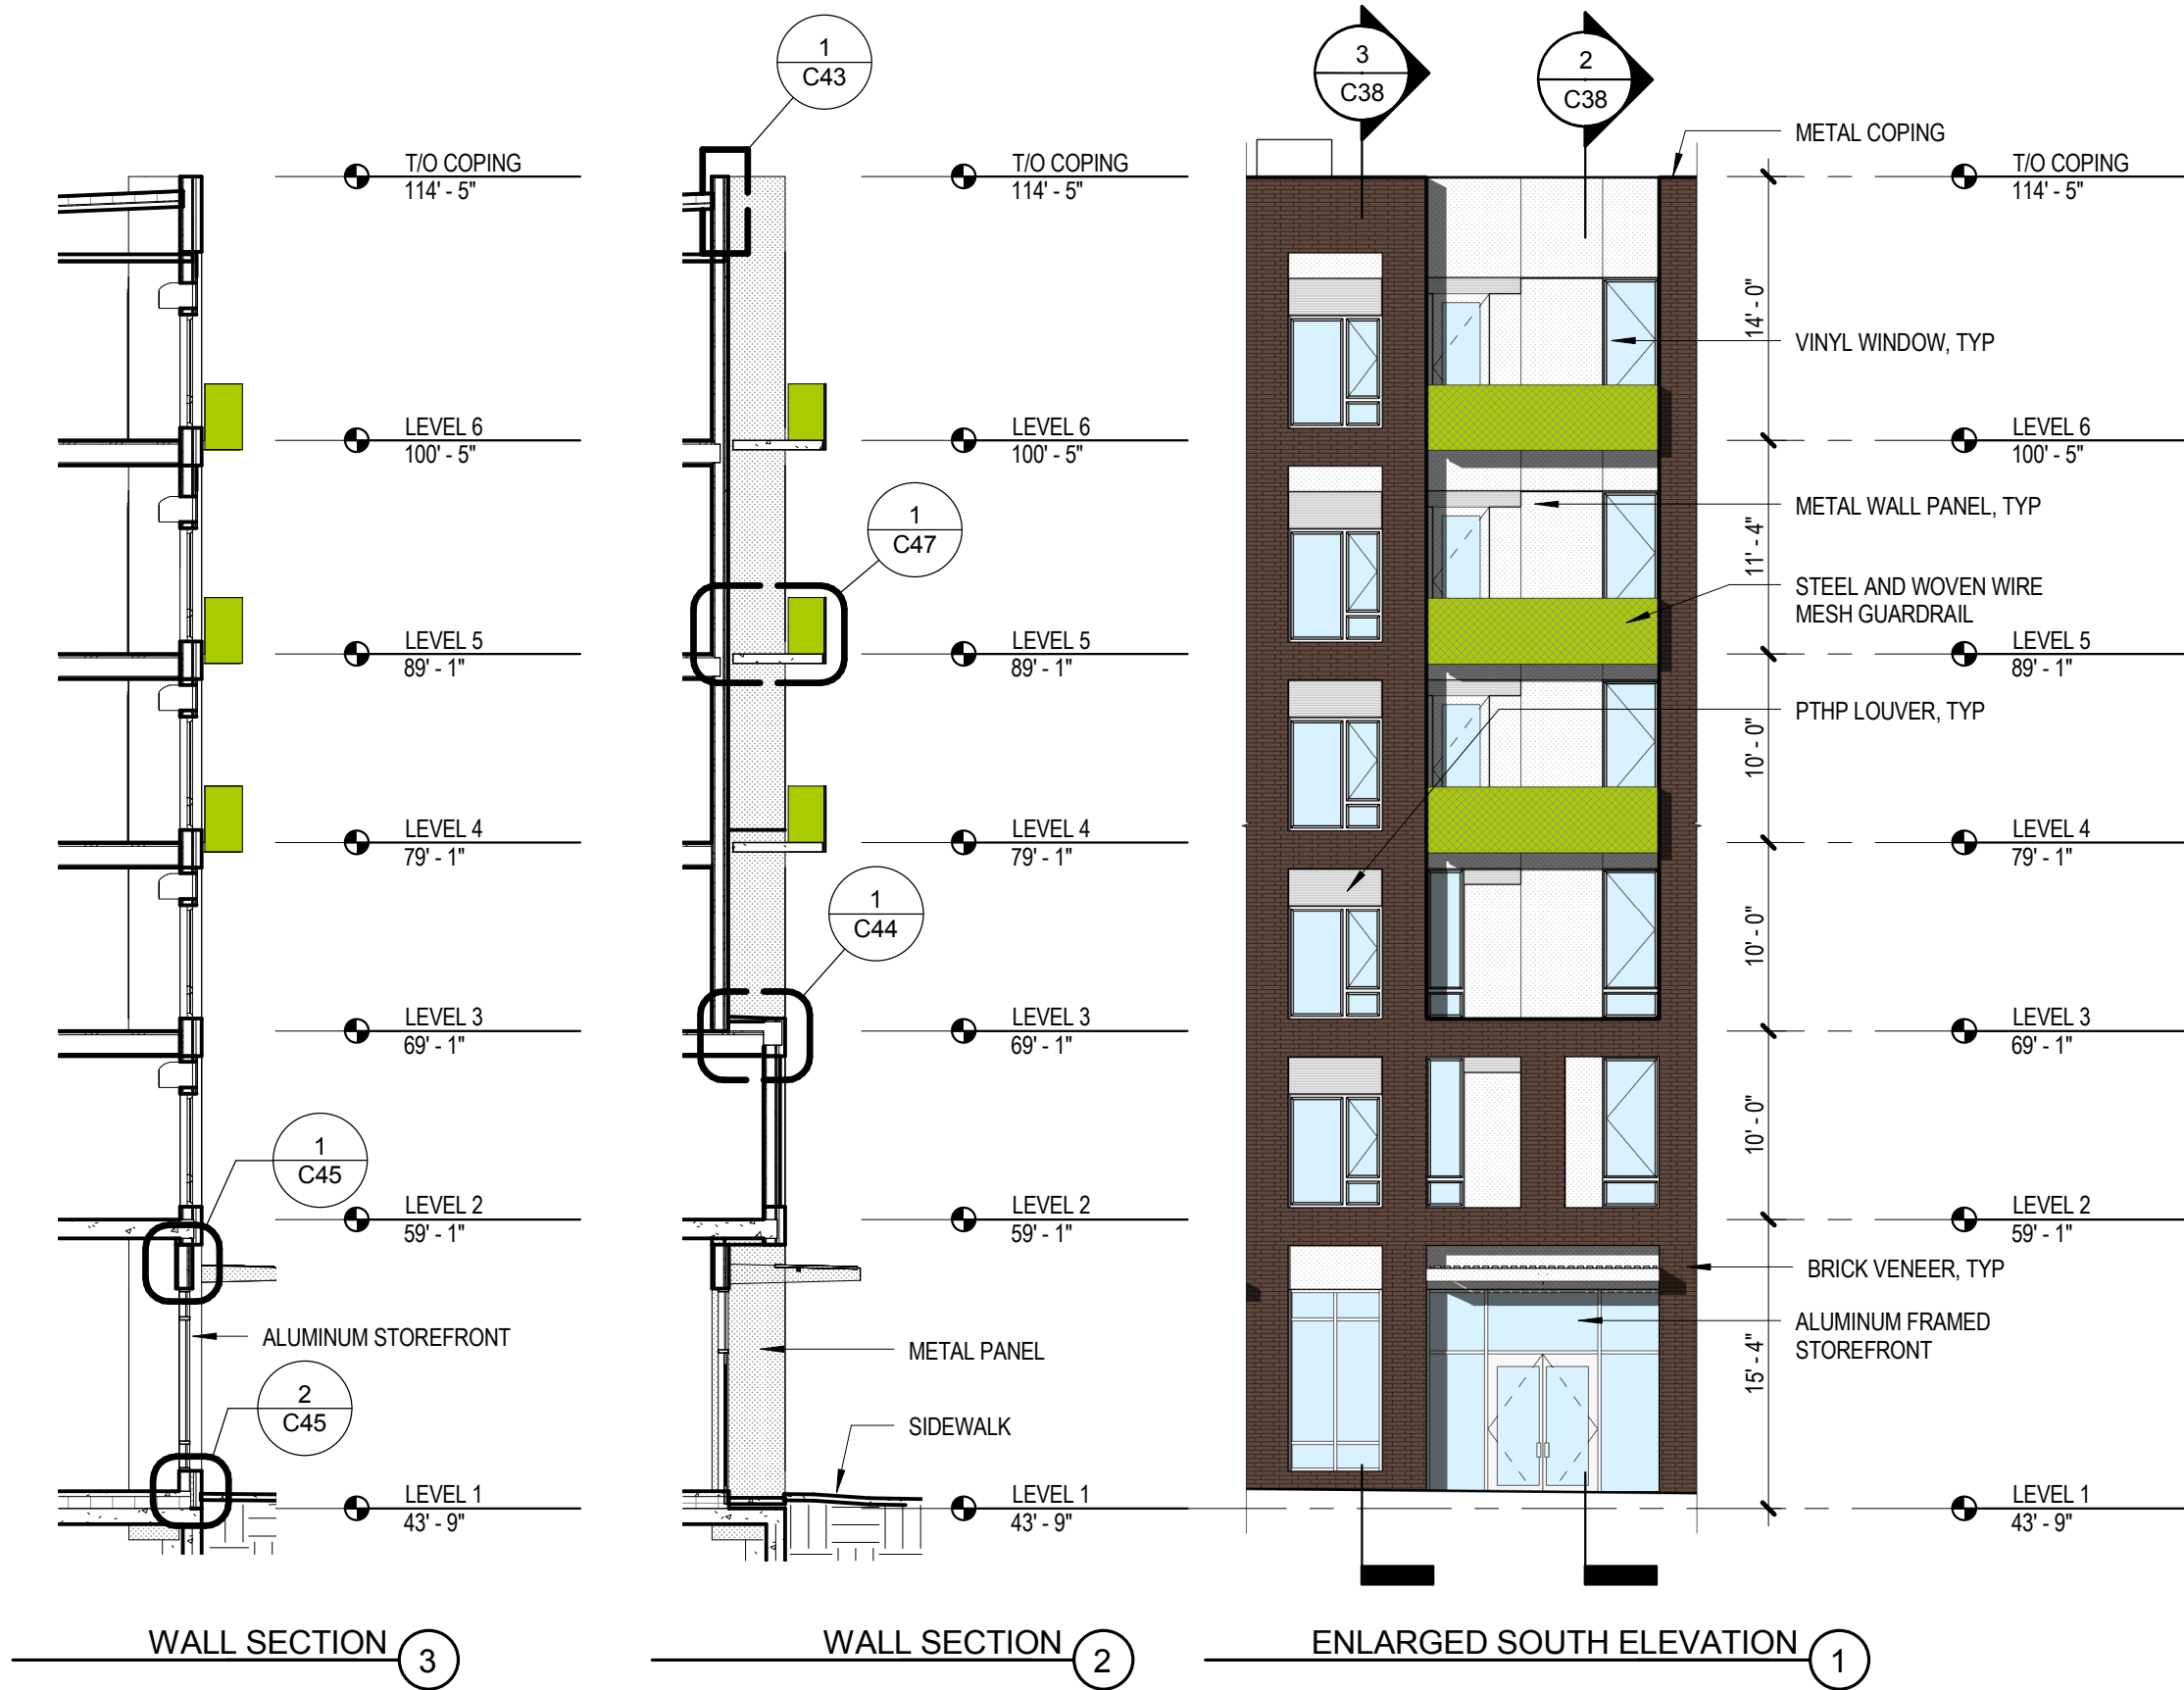 1
C43
3
C38
2
C38
METAL COPING
T/O COPING
114' - 5"
T/O COPING
114' - 5"
T/O COPING
114' - 5"
14' - 0"
VINYL WINDOW, TYP
LEVEL 6
100' - 5"
LEVEL 6
100' - 5"
LEVEL 6
100' - 5"
1
C47
METAL WALL PANEL, TYP
11' - 4"
STEEL AND WOVEN WIRE
MESH GUARDRAIL
LEVEL 5
89' - 1"
LEVEL 5
89' - 1"
LEVEL 5
89' - 1"
PTHP LOUVER, TYP
10' - 0"
LEVEL 4
79' - 1"
LEVEL 4
79' - 1"
LEVEL 4
79' - 1"
1
C44
10' - 0"
LEVEL 3
69' - 1"
LEVEL 3
69' - 1"
LEVEL 3
69' - 1"
10' - 0"
1
C45
LEVEL 2
59' - 1"
LEVEL 2
59' - 1"
LEVEL 2
59' - 1"
BRICK VENEER, TYP
ALUMINUM STOREFRONT
METAL PANEL
ALUMINUM FRAMED
STOREFRONT
15' - 4"
2
C45
SIDEWALK
LEVEL 1
43' - 9"
LEVEL 1
43' - 9"
LEVEL 1
43' - 9"
WALL SECTION 3
WALL SECTION 2
ENLARGED SOUTH ELEVATION 1